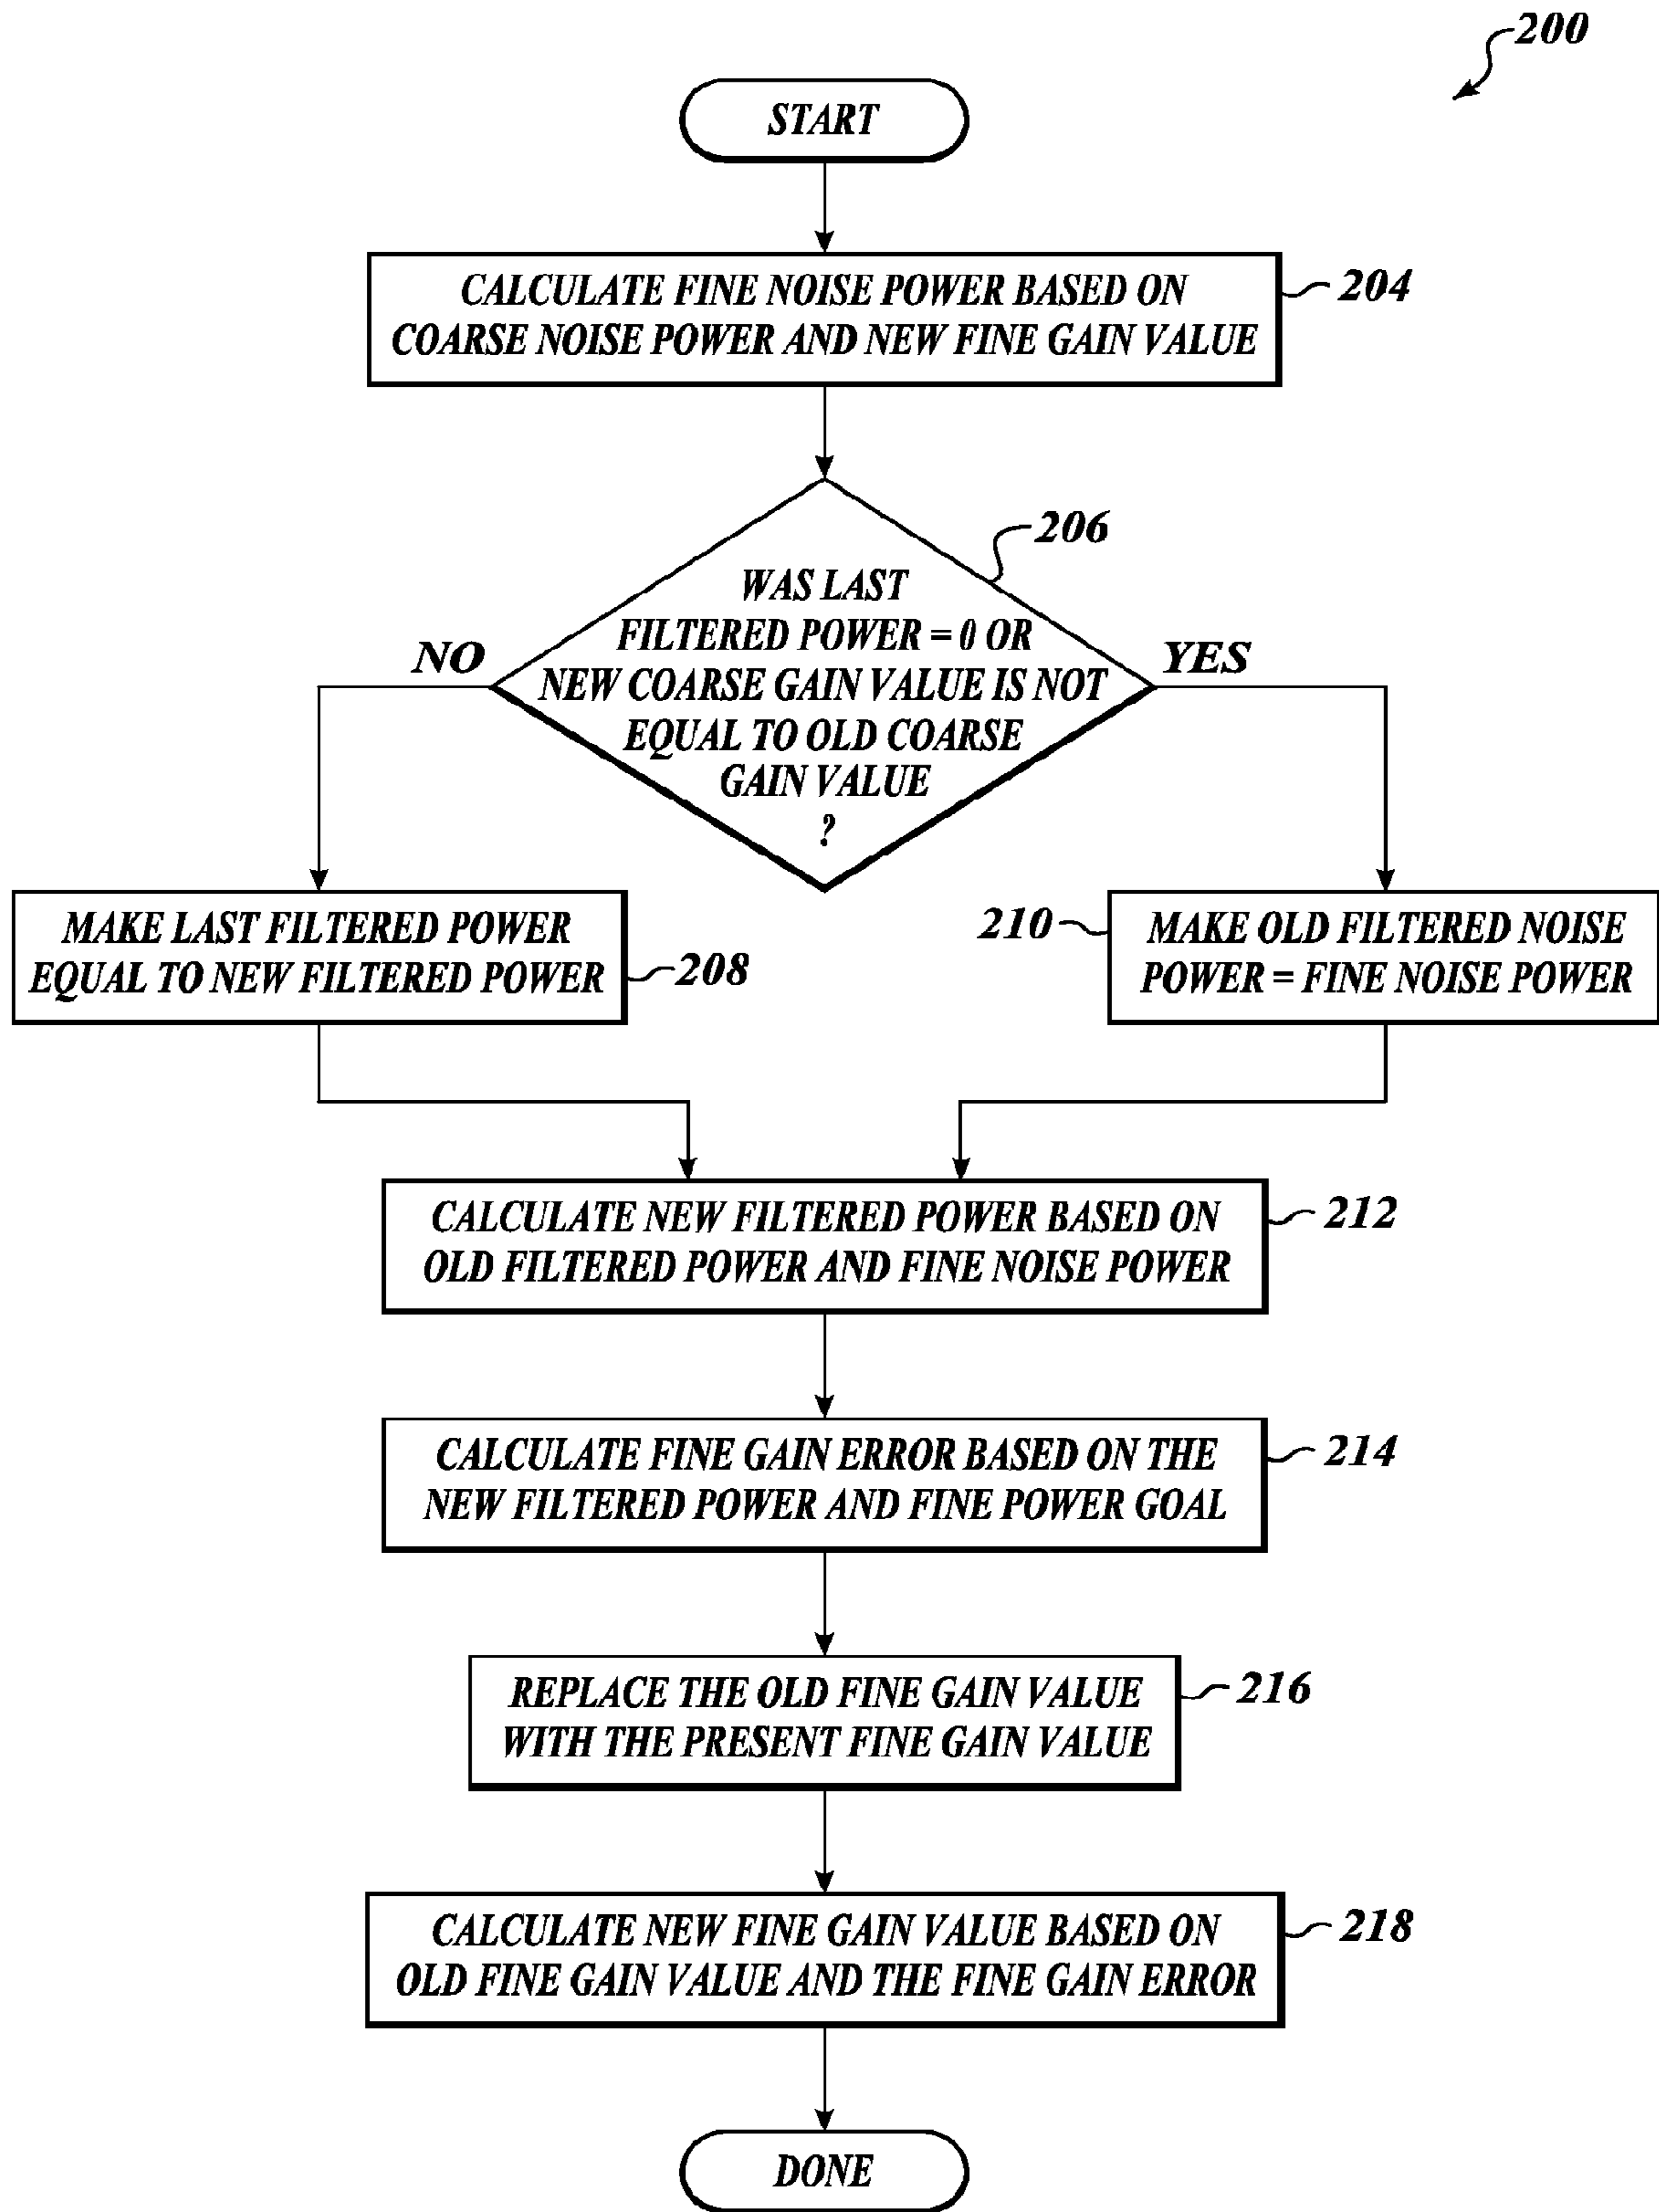 200
START
CALCULATE FINE NOISE POWER BASED ON
COARSE NOISE POWER AND NEW FINE GAIN VALUE
204
206
WAS LAST
FILTERED POWER = 0 OR
NEW COARSE GAIN VALUE IS NOT
EQUAL TO OLD COARSE
GAIN VALUE
?
NO
YES
MAKE LAST FILTERED POWER
EQUAL TO NEW FILTERED POWER
208
210
MAKE OLD FILTERED NOISE
POWER = FINE NOISE POWER
CALCULATE NEW FILTERED POWER BASED ON
OLD FILTERED POWER AND FINE NOISE POWER
212
CALCULATE FINE GAIN ERROR BASED ON THE
NEW FILTERED POWER AND FINE POWER GOAL
214
REPLACE THE OLD FINE GAIN VALUE
WITH THE PRESENT FINE GAIN VALUE
216
CALCULATE NEW FINE GAIN VALUE BASED ON
OLD FINE GAIN VALUE AND THE FINE GAIN ERROR
218
DONE